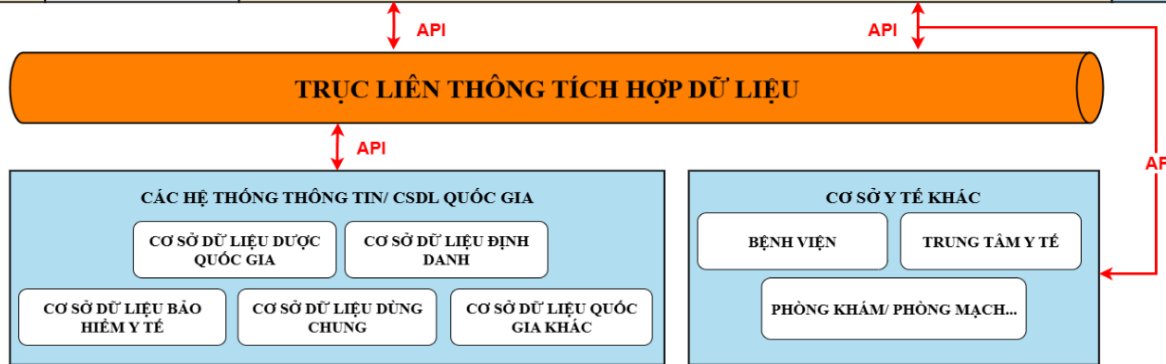 API
API
TRỤC LIÊN THÔNG TÍCH HỢP DỮ LIỆU
API
AP
CÁC HỆ THỐNG THÔNG TIN/ CSDL QUỐC GIA
CƠ SỞ DỮ LIỆU DƯỢC
QUỐC GIA
CƠ SỞ DỮ LIỆU ĐỊNH
DANH
CƠ SỞ DỮ LIỆU BẢO
HIỂM Y TẾ
CƠ SỞ DỮ LIỆU DÙNG
CHUNG
CƠ SỞ DỮ LIỆU QUỐC
GIA KHÁC
CƠ SỞ Y TẾ KHÁC
BỆNH VIỆN
TRUNG TÂM Y TẾ
PHÒNG KHÁM/ PHÒNG MẠCH...